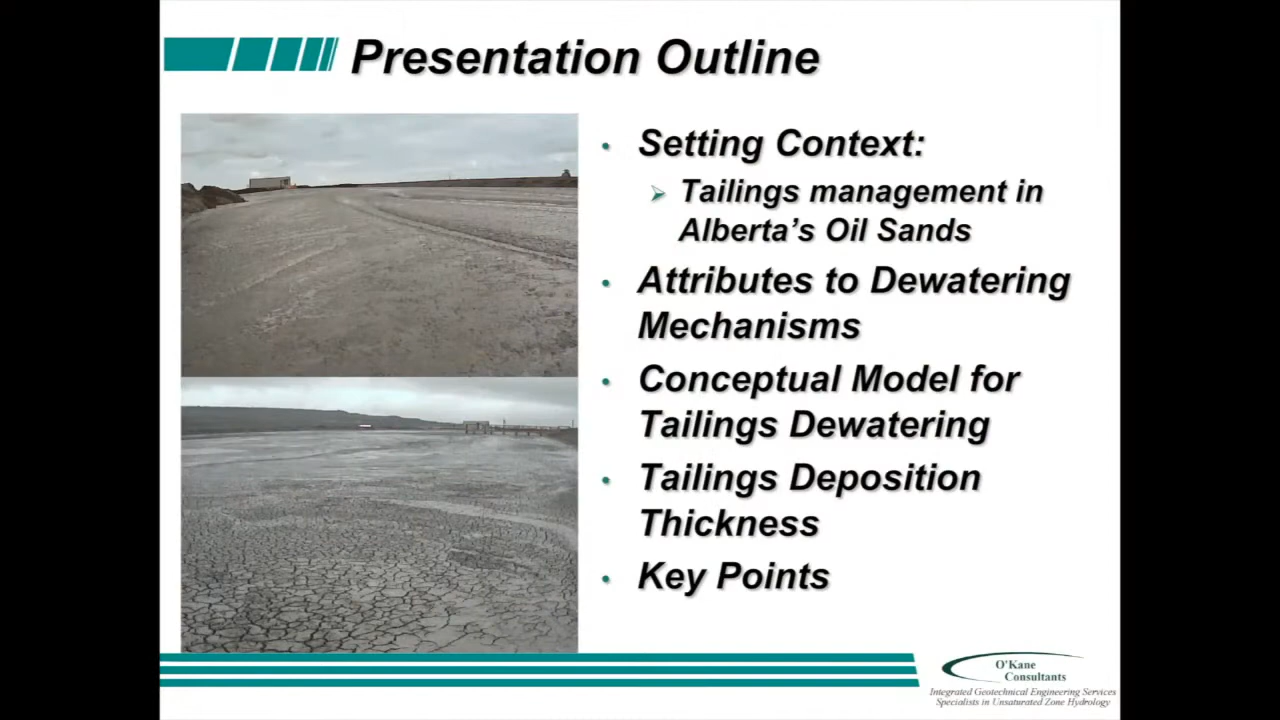 Presentation Outline
• Setting Context:
➢ Tailings management in
Alberta’s Oil Sands
• Attributes to Dewatering
Mechanisms
• Conceptual Model for
Tailings Dewatering
• Tailings Deposition
Thickness
• Key Points
O'Kane
Consultants
Integrated Geotechnical Engineering Services
Specialists in Unsaturated Zone Hydrology